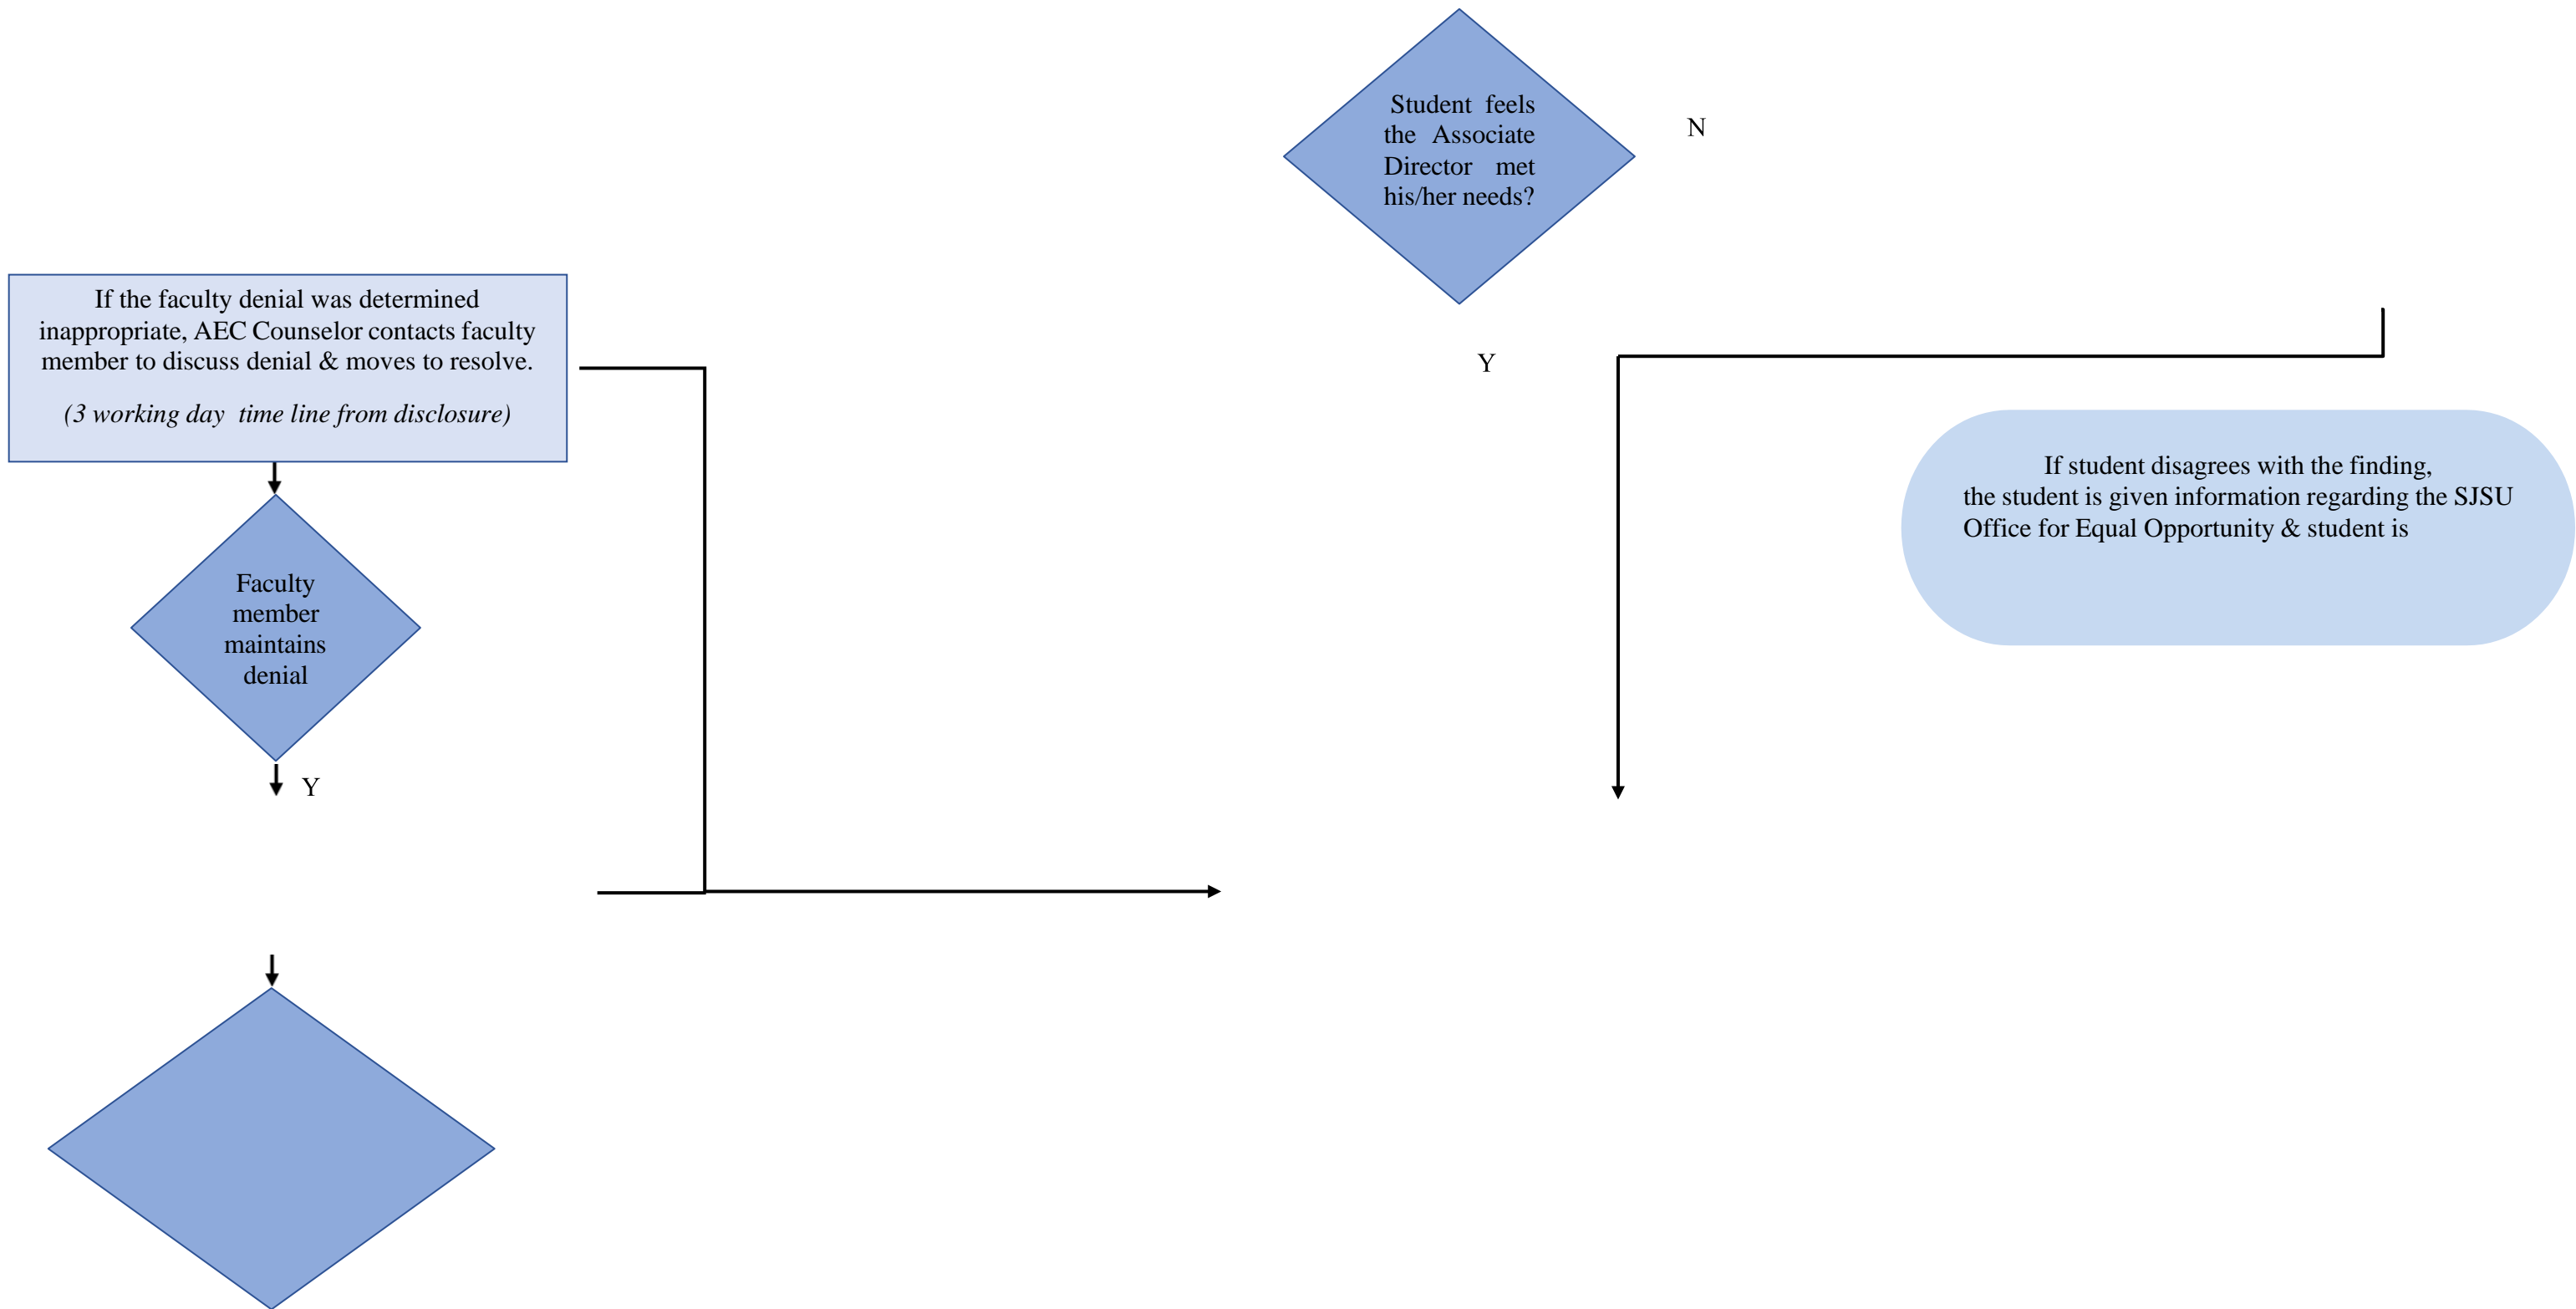 Student feels
the Associate
Director met
his/her needs?
N
Y
If the faculty denial was determined
inappropriate, AEC Counselor contacts faculty
member to discuss denial & moves to resolve.
(3 working day time line from disclosure)
Faculty
member
maintains
denial
Y
If student disagrees with the finding,
the student is given information regarding the SJSU
Office for Equal Opportunity & student is